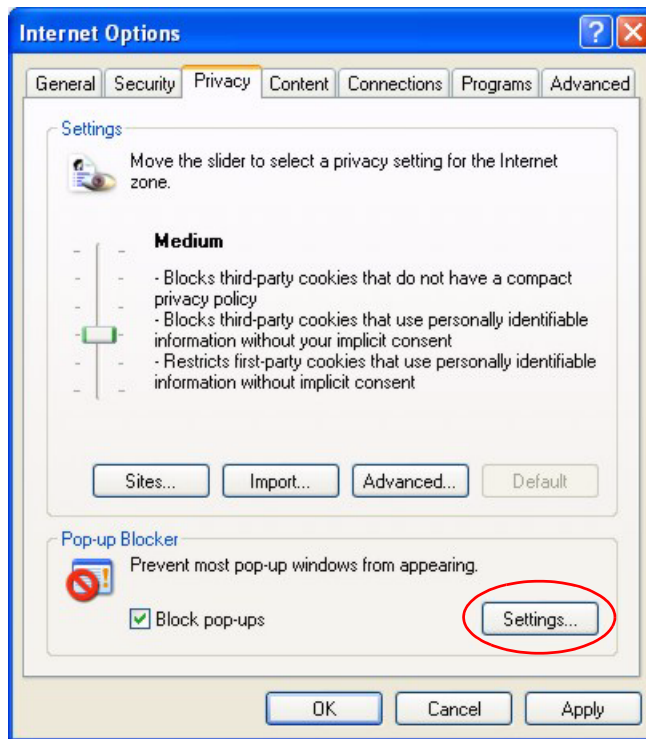 Internet Options
General Security Privacy Content Connections Programs Advanced
Settings
Move the slider to select a privacy setting for the Internet
zone.
Medium
- Blocks third-party cookies that do not have a compact
privacy policy
- Blocks third-party cookies that use personally identifiable
information without your implicit consent
- Restricts first-party cookies that use personally identifiable
information without implicit consent
Sites... Import... Advanced... Default
Pop-up Blocker
Prevent most pop-up windows from appearing.
Block pop-ups Settings...
OK Cancel Apply